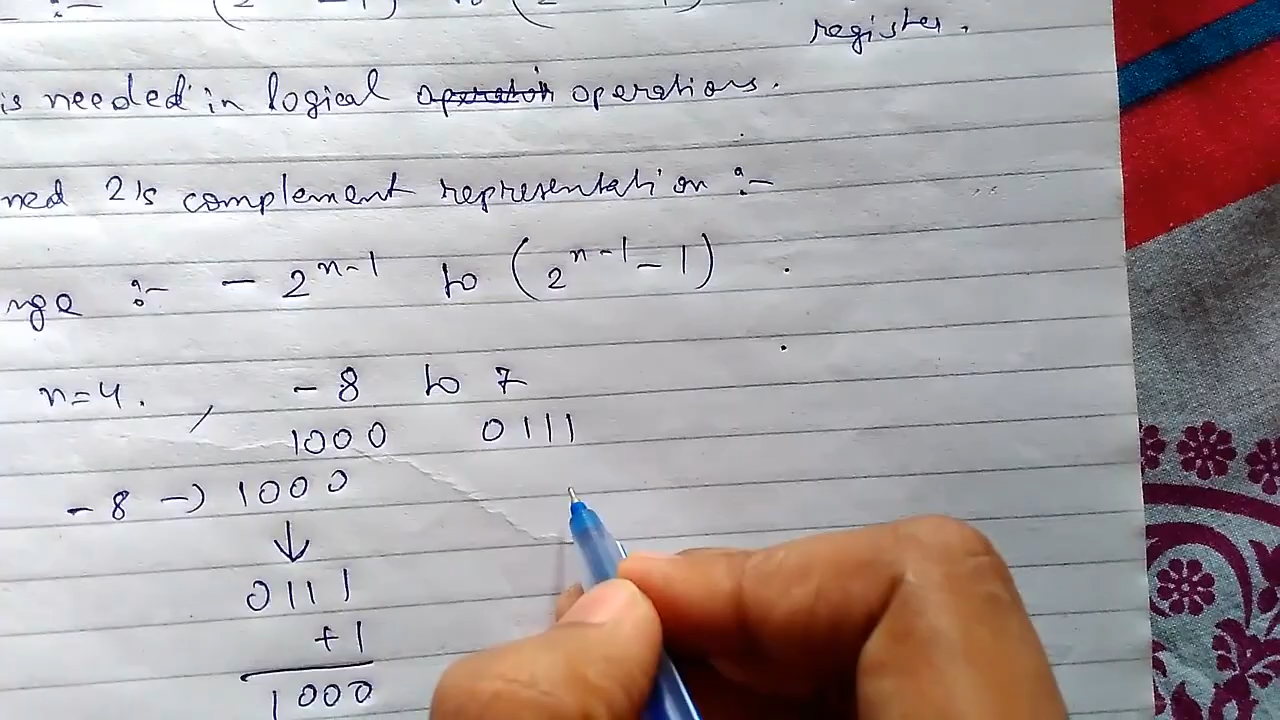 register.
is needed in logical operations.
ned 2's complement representation :-
nge :- - 2^{n-1} to (2^{n-1} - 1)
n=4. , - 8 to 7
1000 0111
- 8 -> 1000
↓
0111
+1
1000